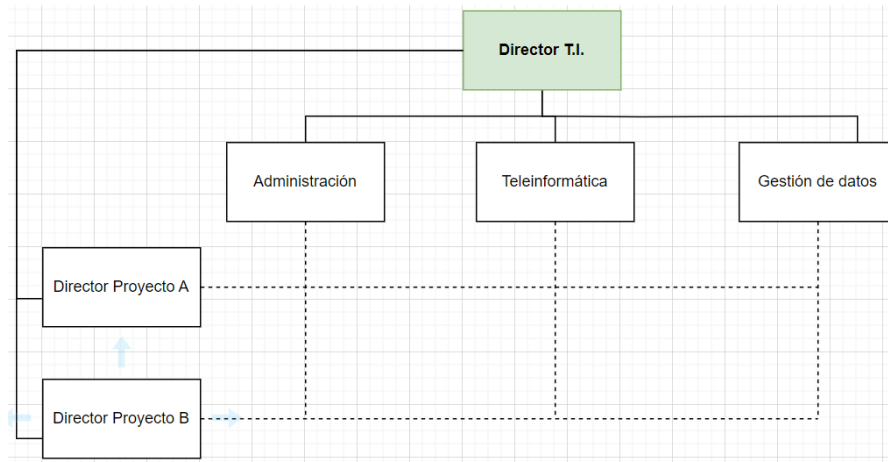 Director T.I.
Administración
Teleinformática
Gestión de datos
Director Proyecto A
Director Proyecto B